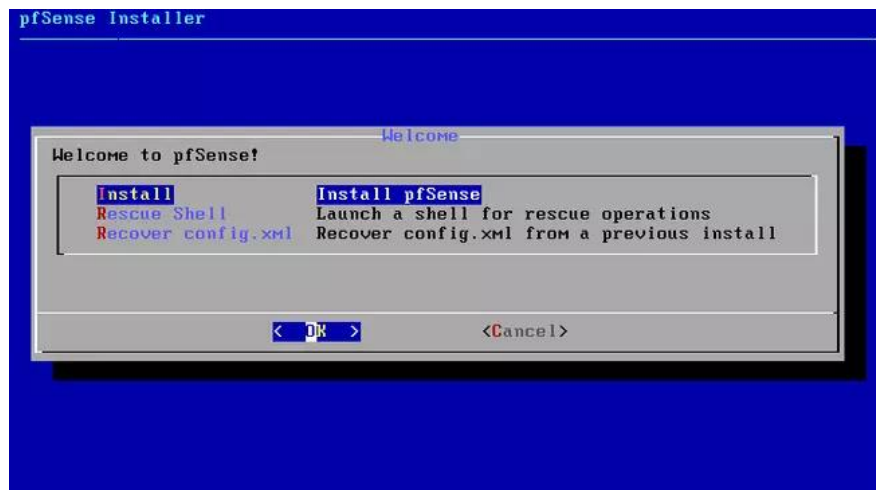 pfSense Installer
Welcome
Welcome to pfSense!
Install Install pfSense
Rescue Shell Launch a shell for rescue operations
Recover config.xml Recover config.xml from a previous install
< OK > <Cancel>